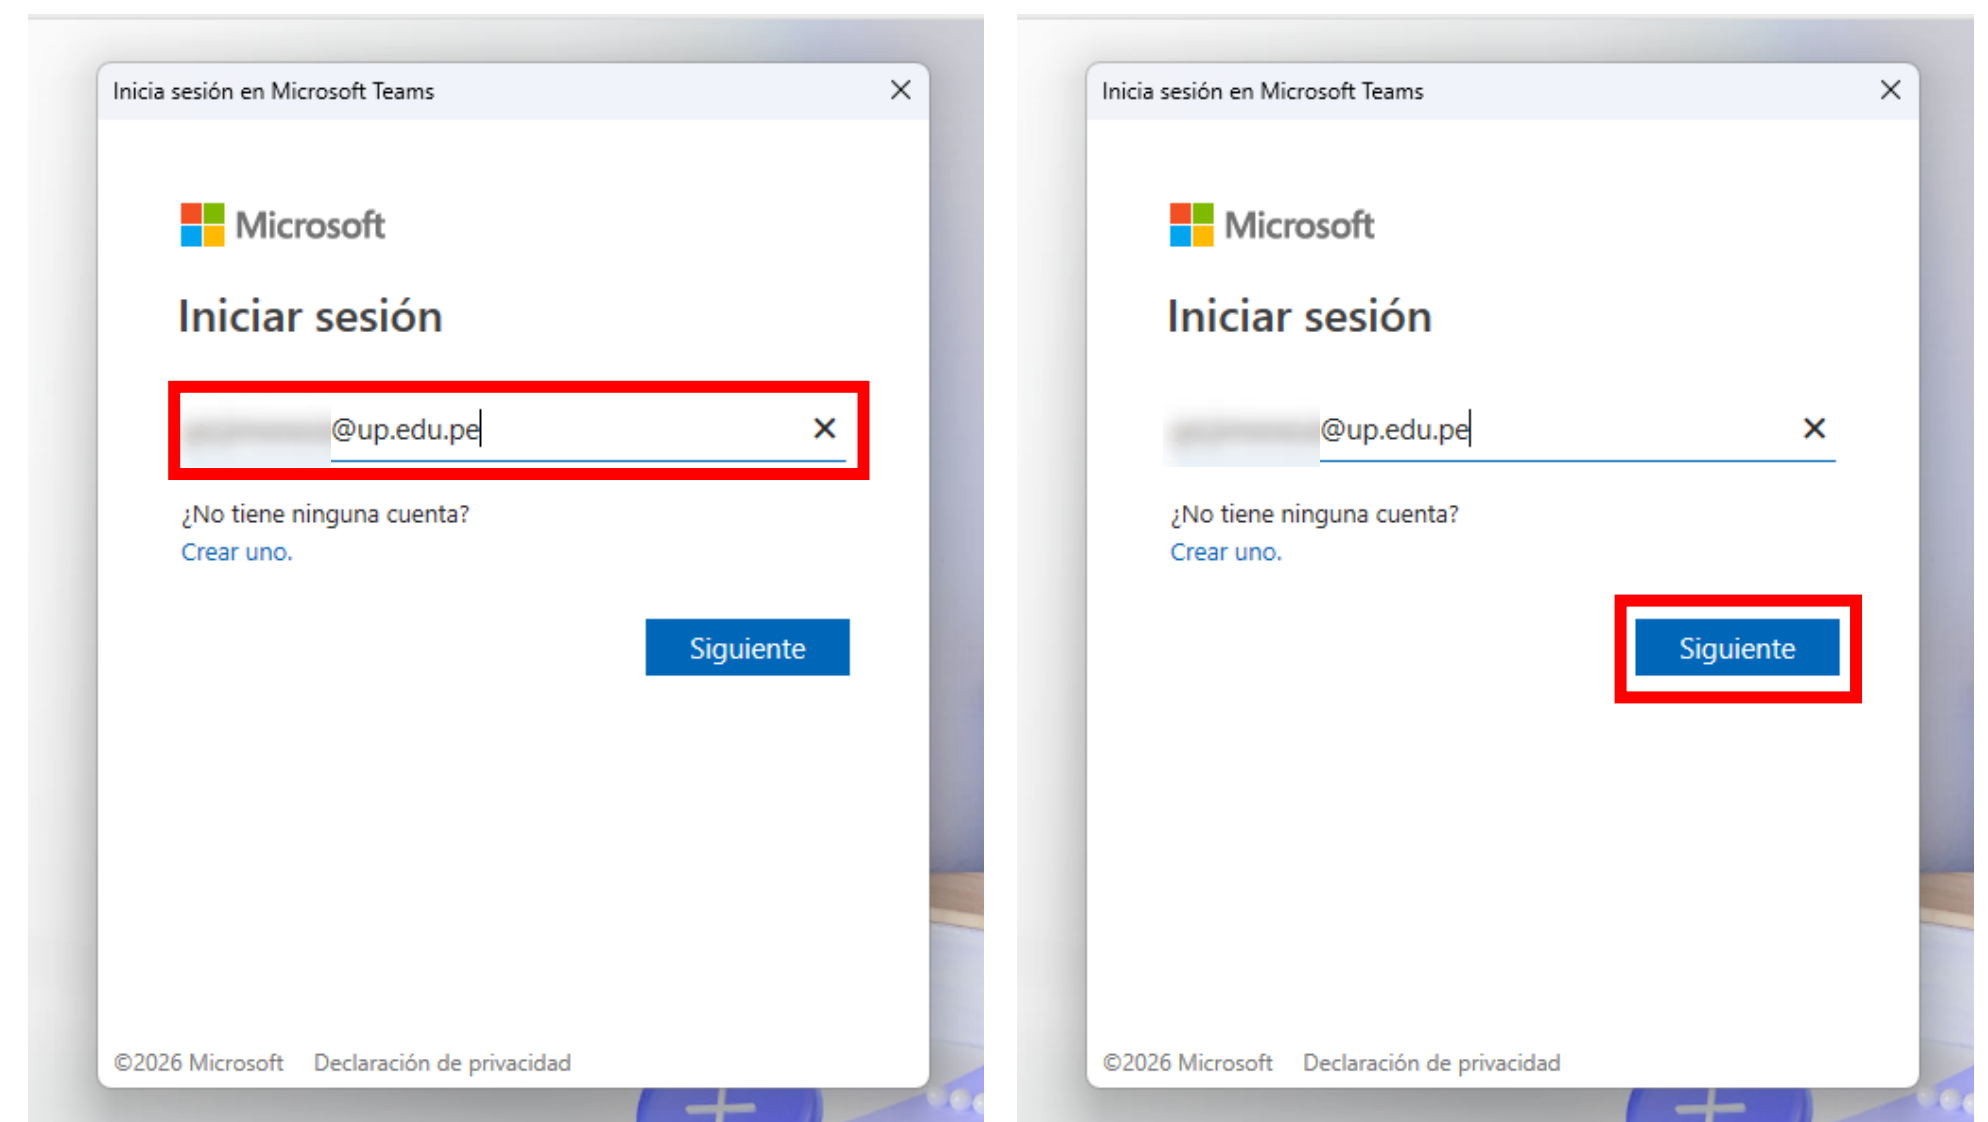 Inicia sesión en Microsoft Teams
Microsoft
Iniciar sesión
@up.edu.pe
¿No tiene ninguna cuenta?
Crear uno.
Siguiente
©2026 Microsoft Declaración de privacidad
Inicia sesión en Microsoft Teams
Microsoft
Iniciar sesión
@up.edu.pe
¿No tiene ninguna cuenta?
Crear uno.
Siguiente
©2026 Microsoft Declaración de privacidad